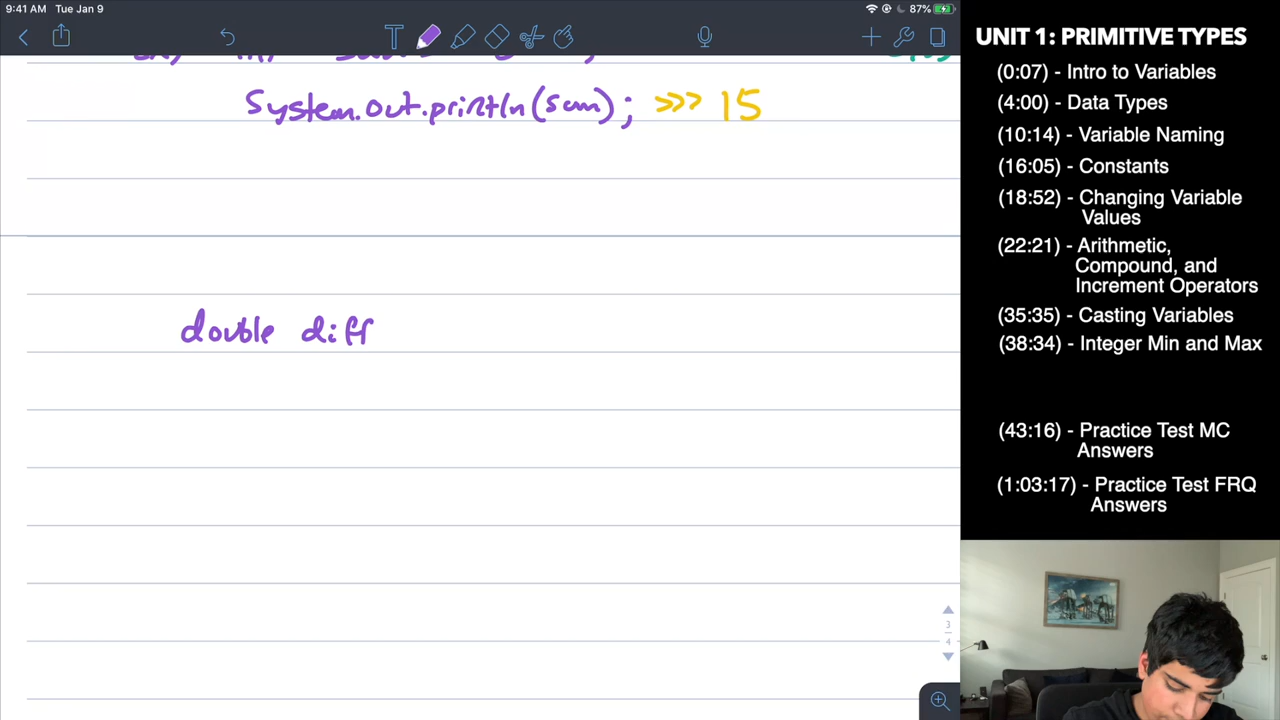 9:41 AM Tue Jan 9
87%
System.out.println(sum); >>> 15
double diff
3
4
UNIT 1: PRIMITIVE TYPES
(0:07) - Intro to Variables
(4:00) - Data Types
(10:14) - Variable Naming
(16:05) - Constants
(18:52) - Changing Variable
Values
(22:21) - Arithmetic,
Compound, and
Increment Operators
(35:35) - Casting Variables
(38:34) - Integer Min and Max
(43:16) - Practice Test MC
Answers
(1:03:17) - Practice Test FRQ
Answers